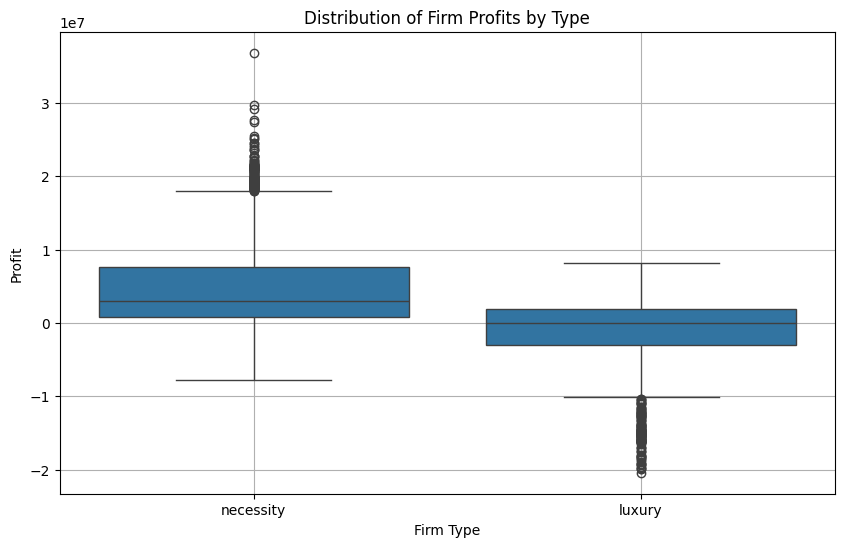 Distribution of Firm Profits by Type
1e7
3
2
1
0
−1
−2
Profit
necessity
luxury
Firm Type